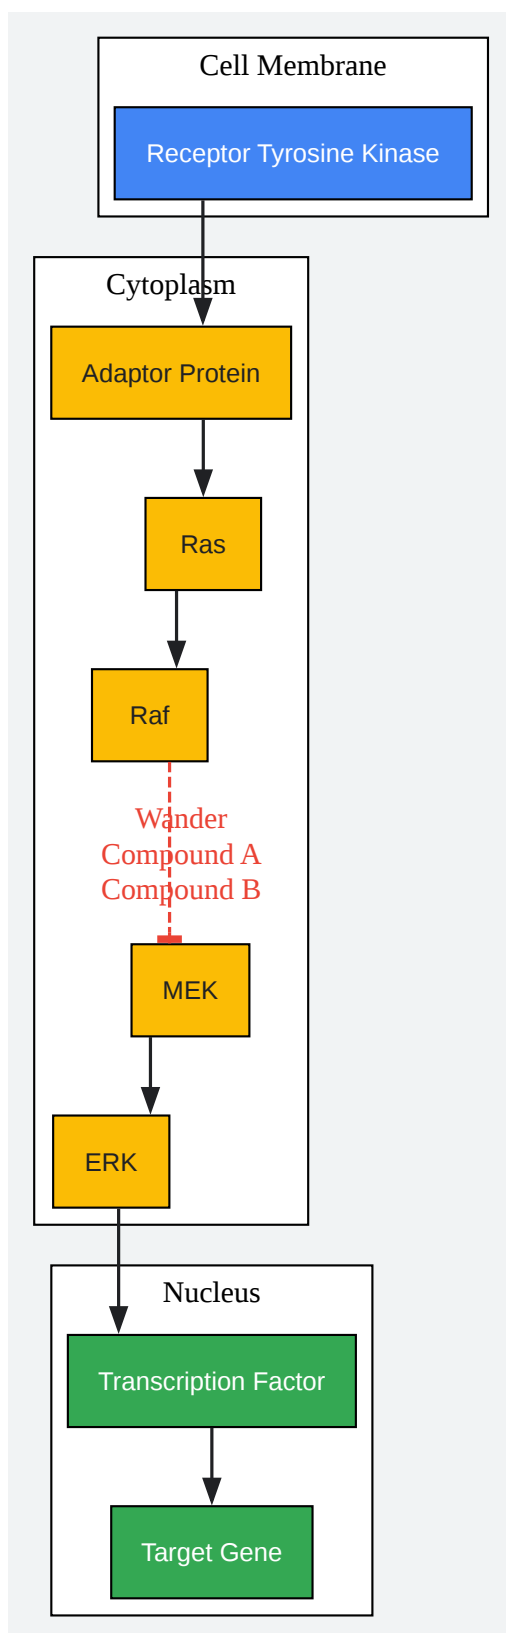 Cell Membrane
Receptor Tyrosine Kinase
Cytoplasm
Adaptor Protein
Ras
Raf
Wander
Compound A
Compound B
MEK
ERK
Nucleus
Transcription Factor
Target Gene